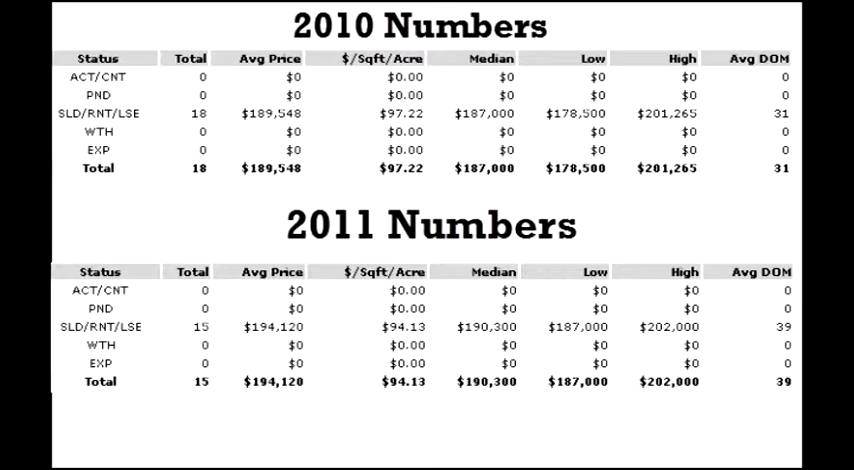 2010 Numbers
Status Total Avg Price $/Sqft/Acre Median Low High Avg DOM
ACT/CNT 0 $0 $0.00 $0 $0 $0 0
PND 0 $0 $0.00 $0 $0 $0 0
SLD/RNT/LSE 18 $189,548 $97.22 $187,000 $178,500 $201,265 31
WTH 0 $0 $0.00 $0 $0 $0 0
EXP 0 $0 $0.00 $0 $0 $0 0
Total 18 $189,548 $97.22 $187,000 $178,500 $201,265 31
2011 Numbers
Status Total Avg Price $/Sqft/Acre Median Low High Avg DOM
ACT/CNT 0 $0 $0.00 $0 $0 $0 0
PND 0 $0 $0.00 $0 $0 $0 0
SLD/RNT/LSE 15 $194,120 $94.13 $190,300 $187,000 $202,000 39
WTH 0 $0 $0.00 $0 $0 $0 0
EXP 0 $0 $0.00 $0 $0 $0 0
Total 15 $194,120 $94.13 $190,300 $187,000 $202,000 39